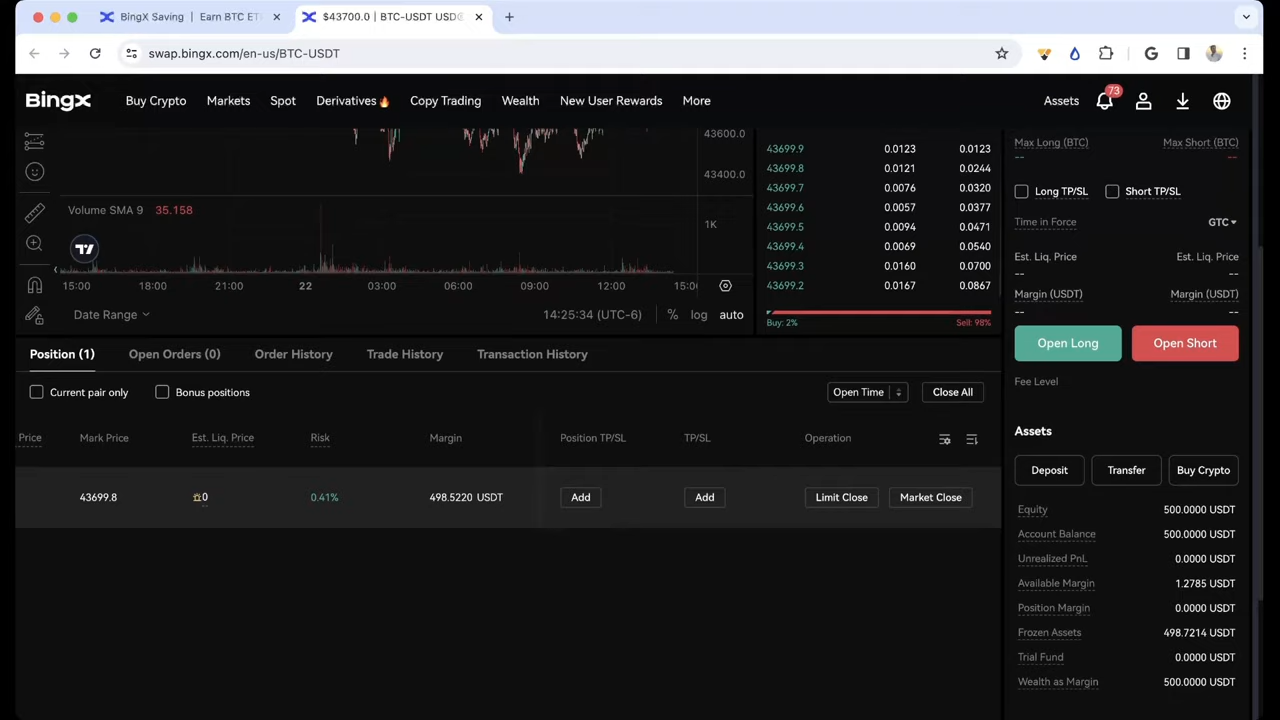 BingX Saving | Earn BTC ET
$43700.0 | BTC-USDT USD
swap.bingx.com/en-us/BTC-USDT
BingX
Buy Crypto Markets Spot Derivatives🔥 Copy Trading Wealth New User Rewards More
Assets 73
43600.0
43400.0
Volume SMA 9 35.158
1K
15:00 18:00 21:00 22 03:00 06:00 09:00 12:00 15:0
Date Range 14:25:34 (UTC-6) % log auto
43699.9 0.0123 0.0123
43699.8 0.0121 0.0244
43699.7 0.0076 0.0320
43699.6 0.0057 0.0377
43699.5 0.0094 0.0471
43699.4 0.0069 0.0540
43699.3 0.0160 0.0700
43699.2 0.0167 0.0867
Buy: 2% Sell: 98%
Max Long (BTC) Max Short (BTC)
-- --
Long TP/SL Short TP/SL
Time in Force GTC
Est. Liq. Price Est. Liq. Price
-- --
Margin (USDT) Margin (USDT)
-- --
Open Long Open Short
Fee Level
Position (1) Open Orders (0) Order History Trade History Transaction History
Current pair only Bonus positions Open Time Close All
Price Mark Price Est. Liq. Price Risk Margin Position TP/SL TP/SL Operation
43699.8 0 0.41% 498.5220 USDT Add Add Limit Close Market Close
Assets
Deposit Transfer Buy Crypto
Equity 500.0000 USDT
Account Balance 500.0000 USDT
Unrealized PnL 0.0000 USDT
Available Margin 1.2785 USDT
Position Margin 0.0000 USDT
Frozen Assets 498.7214 USDT
Trial Fund 0.0000 USDT
Wealth as Margin 500.0000 USDT